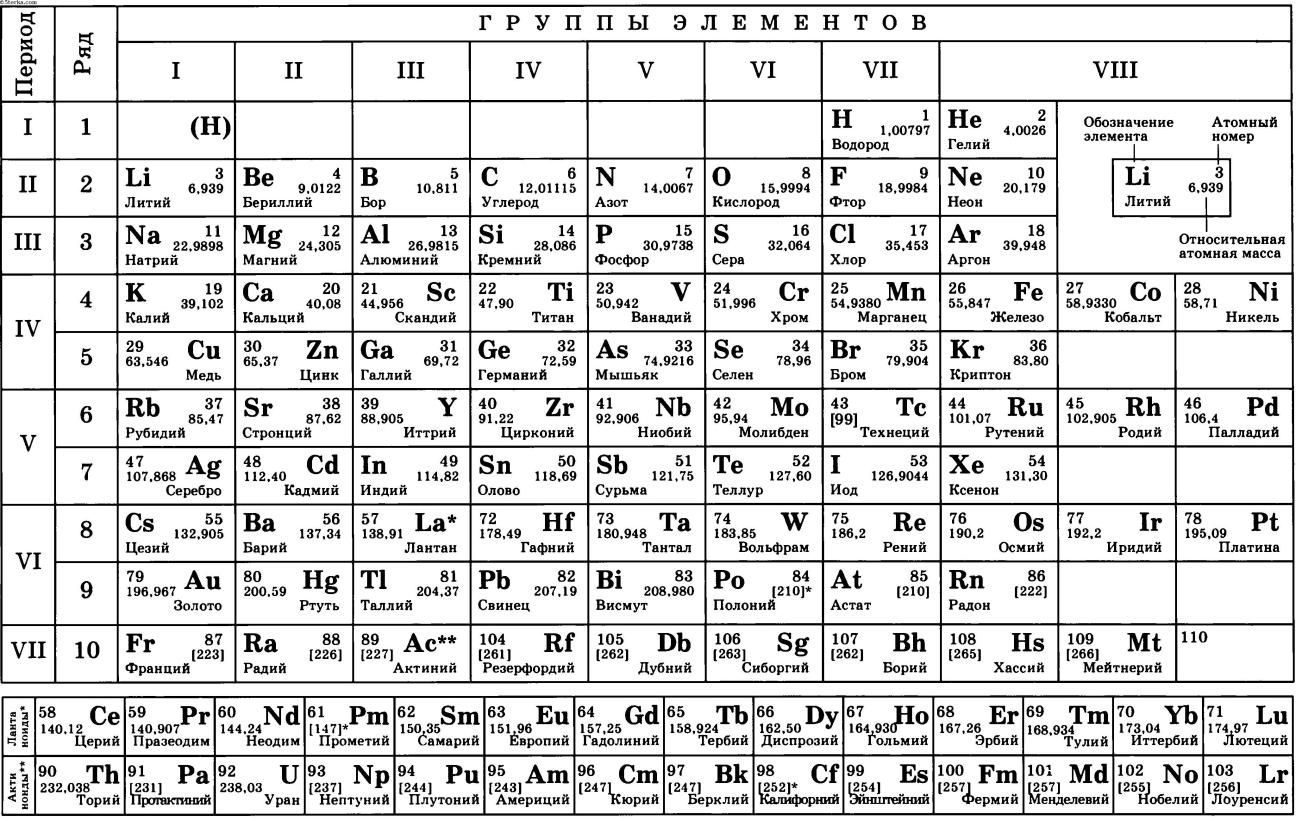 ©5terka.com
Период
Ряд
ГРУППЫ ЭЛЕМЕНТОВ
I II III IV V VI VII VIII
I 1 (H) H 1 He 2
1,00797 4,0026
Водород Гелий
Обозначение элемента
Атомный номер
Li 3
6,939
Литий
Относительная атомная масса
II 2 Li 3 Be 4 B 5 C 6 N 7 O 8 F 9 Ne 10
6,939 9,0122 10,811 12,01115 14,0067 15,9994 18,9984 20,179
Литий Бериллий Бор Углерод Азот Кислород Фтор Неон
III 3 Na 11 Mg 12 Al 13 Si 14 P 15 S 16 Cl 17 Ar 18
22,9898 24,305 26,9815 28,086 30,9738 32,064 35,453 39,948
Натрий Магний Алюминий Кремний Фосфор Сера Хлор Аргон
IV 4 K 19 Ca 20 21 Sc 22 Ti 23 V 24 Cr 25 Mn 26 Fe 27 Co 28 Ni
39,102 40,08 44,956 47,90 50,942 51,996 54,9380 55,847 58,9330 58,71
Калий Кальций Скандий Титан Ванадий Хром Марганец Железо Кобальт Никель
5 29 Cu 30 Zn Ga 31 Ge 32 As 33 Se 34 Br 35 Kr 36
63,546 65,37 69,72 72,59 74,9216 78,96 79,904 83,80
Медь Цинк Галлий Германий Мышьяк Селен Бром Криптон
V 6 Rb 37 Sr 38 39 Y 40 Zr 41 Nb 42 Mo 43 Tc 44 Ru 45 Rh 46 Pd
85,47 87,62 88,905 91,22 92,906 95,94 [99] 101,07 102,905 106,4
Рубидий Стронций Иттрий Цирконий Ниобий Молибден Технеций Рутений Родий Палладий
7 47 Ag 48 Cd In 49 Sn 50 Sb 51 Te 52 I 53 Xe 54
107,868 112,40 114,82 118,69 121,75 127,60 126,9044 131,30
Серебро Кадмий Индий Олово Сурьма Теллур Иод Ксенон
VI 8 Cs 55 Ba 56 57 La* 72 Hf 73 Ta 74 W 75 Re 76 Os 77 Ir 78 Pt
132,905 137,34 138,91 178,49 180,948 183,85 186,2 190,2 192,2 195,09
Цезий Барий Лантан Гафний Тантал Вольфрам Рений Осмий Иридий Платина
9 79 Au 80 Hg Tl 81 Pb 82 Bi 83 Po 84 At 85 Rn 86
196,967 200,59 204,37 207,19 208,980 [210]* [210] [222]
Золото Ртуть Таллий Свинец Висмут Полоний Астат Радон
VII 10 Fr 87 Ra 88 89 Ac** 104 Rf 105 Db 106 Sg 107 Bh 108 Hs 109 Mt 110
[223] [226] [227] [261] [262] [263] [262] [265] [266]
Франций Радий Актиний Резерфордий Дубний Сиборгий Борий Хассий Мейтнерий
Ланта ноиды*
58 Ce 59 Pr 60 Nd 61 Pm 62 Sm 63 Eu 64 Gd 65 Tb 66 Dy 67 Ho 68 Er 69 Tm 70 Yb 71 Lu
140,12 140,907 144,24 [147]* 150,35 151,96 157,25 158,924 162,50 164,930 167,26 168,934 173,04 174,97
Церий Празеодим Неодим Прометий Самарий Европий Гадолиний Тербий Диспрозий Гольмий Эрбий Тулий Иттербий Лютеций
Акти ноиды**
90 Th 91 Pa 92 U 93 Np 94 Pu 95 Am 96 Cm 97 Bk 98 Cf 99 Es 100 Fm 101 Md 102 No 103 Lr
232,038 [231] 238,03 [237] [244] [243] [247] [247] [252]* [254] [257] [257] [255] [256]
Торий Протактиний Уран Нептуний Плутоний Америций Кюрий Берклий Калифорний Эйнштейний Фермий Менделевий Нобелий Лоуренсий